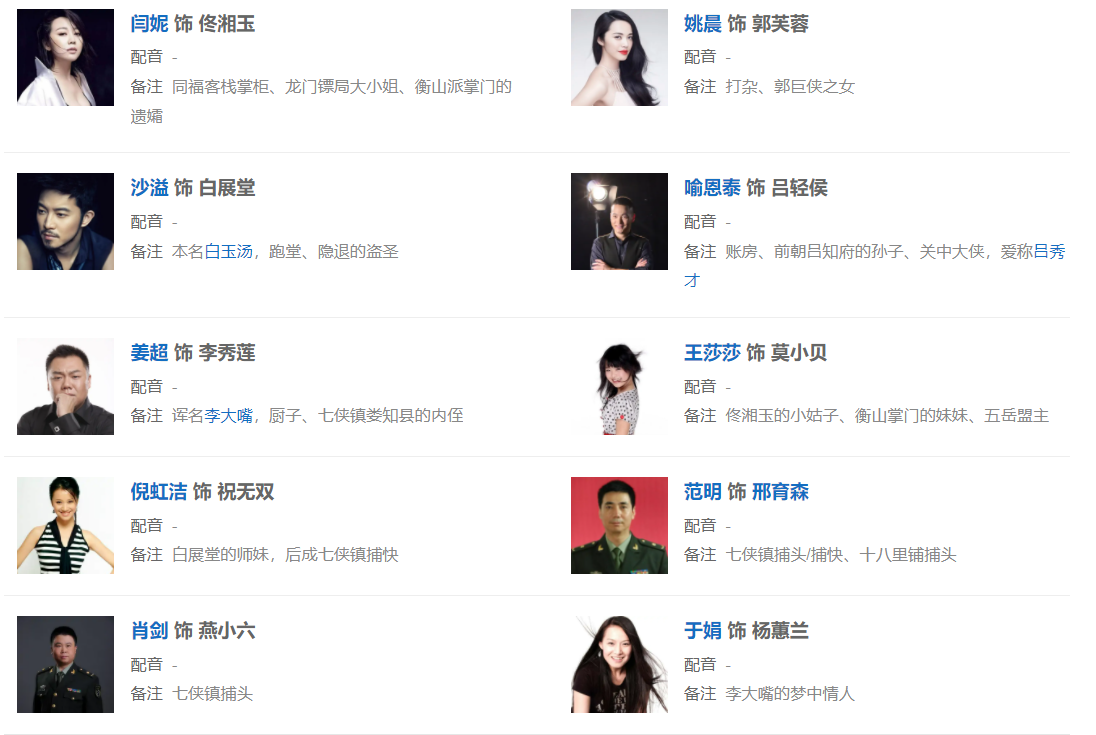 闫妮 饰 佟湘玉
配音 -
备注 同福客栈掌柜、龙门镖局大小姐、衡山派掌门的
遗孀
姚晨 饰 郭芙蓉
配音 -
备注 打杂、郭巨侠之女
沙溢 饰 白展堂
配音 -
备注 本名白玉汤，跑堂、隐退的盗圣
喻恩泰 饰 吕轻侯
配音 -
备注 账房、前朝吕知府的孙子、关中大侠，爱称吕秀
才
姜超 饰 李秀莲
配音 -
备注 诨名李大嘴，厨子、七侠镇娄知县的内侄
王莎莎 饰 莫小贝
配音 -
备注 佟湘玉的小姑子、衡山掌门的妹妹、五岳盟主
倪虹洁 饰 祝无双
配音 -
备注 白展堂的师妹，后成七侠镇捕快
范明 饰 邢育森
配音 -
备注 七侠镇捕头/捕快、十八里铺捕头
肖剑 饰 燕小六
配音 -
备注 七侠镇捕头
于娟 饰 杨蕙兰
配音 -
备注 李大嘴的梦中情人